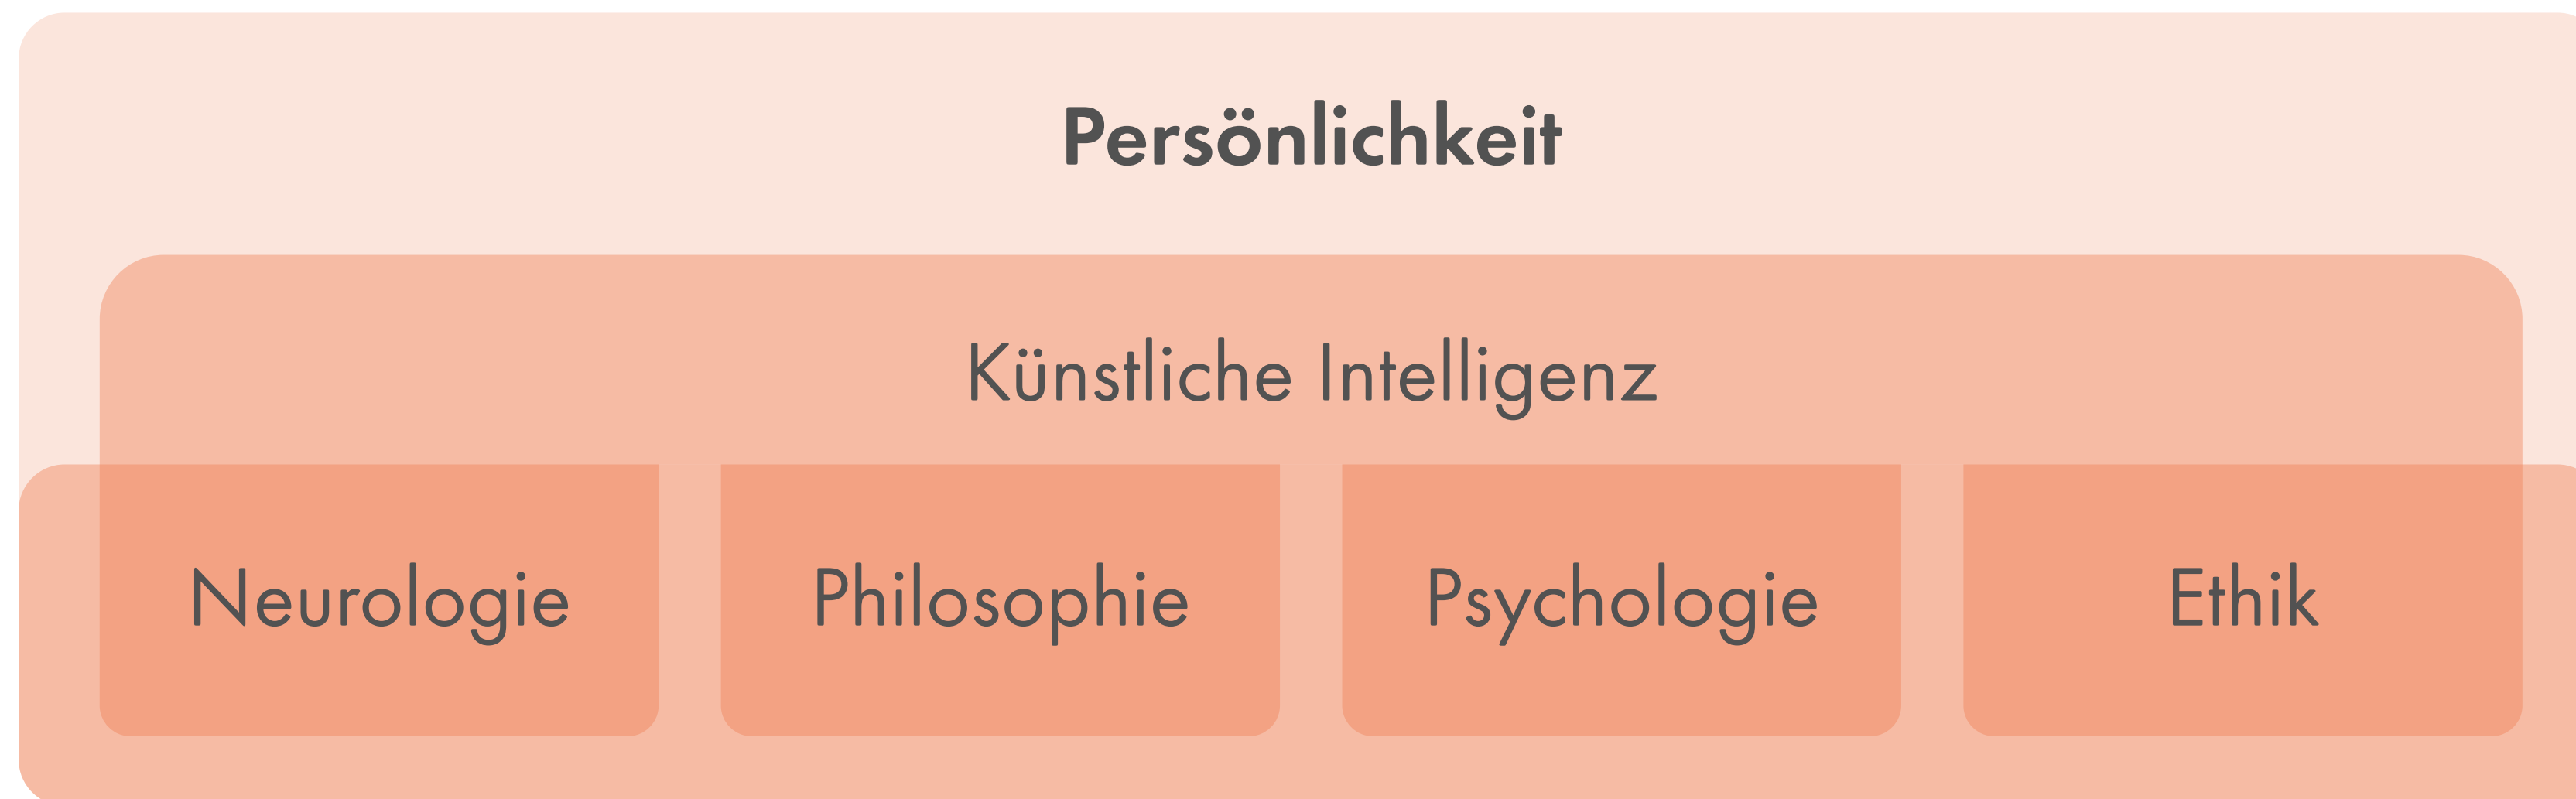 Persönlichkeit
Künstliche Intelligenz
Neurologie
Philosophie
Psychologie
Ethik